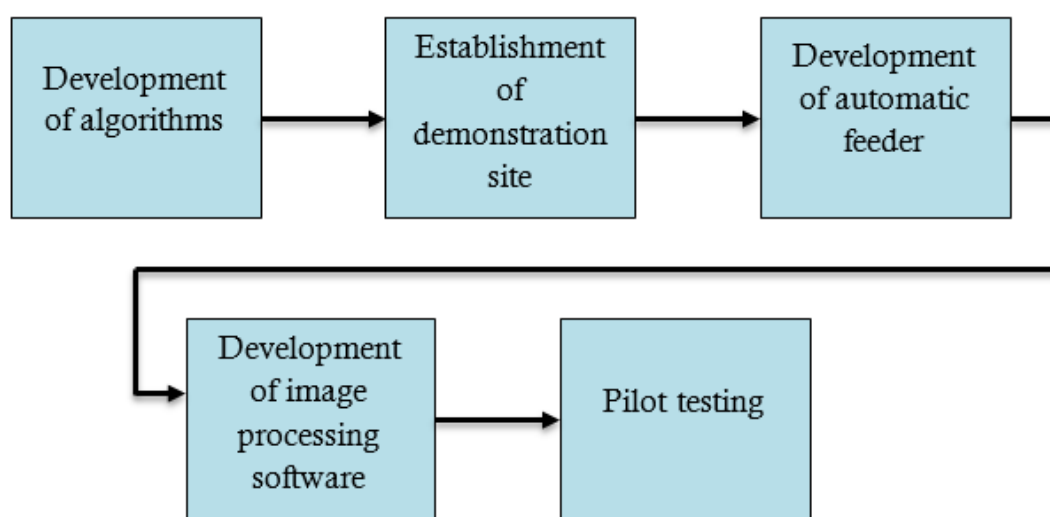 Development
of algorithms
Establishment
of
demonstration
site
Development
of automatic
feeder
Development
of image
processing
software
Pilot testing